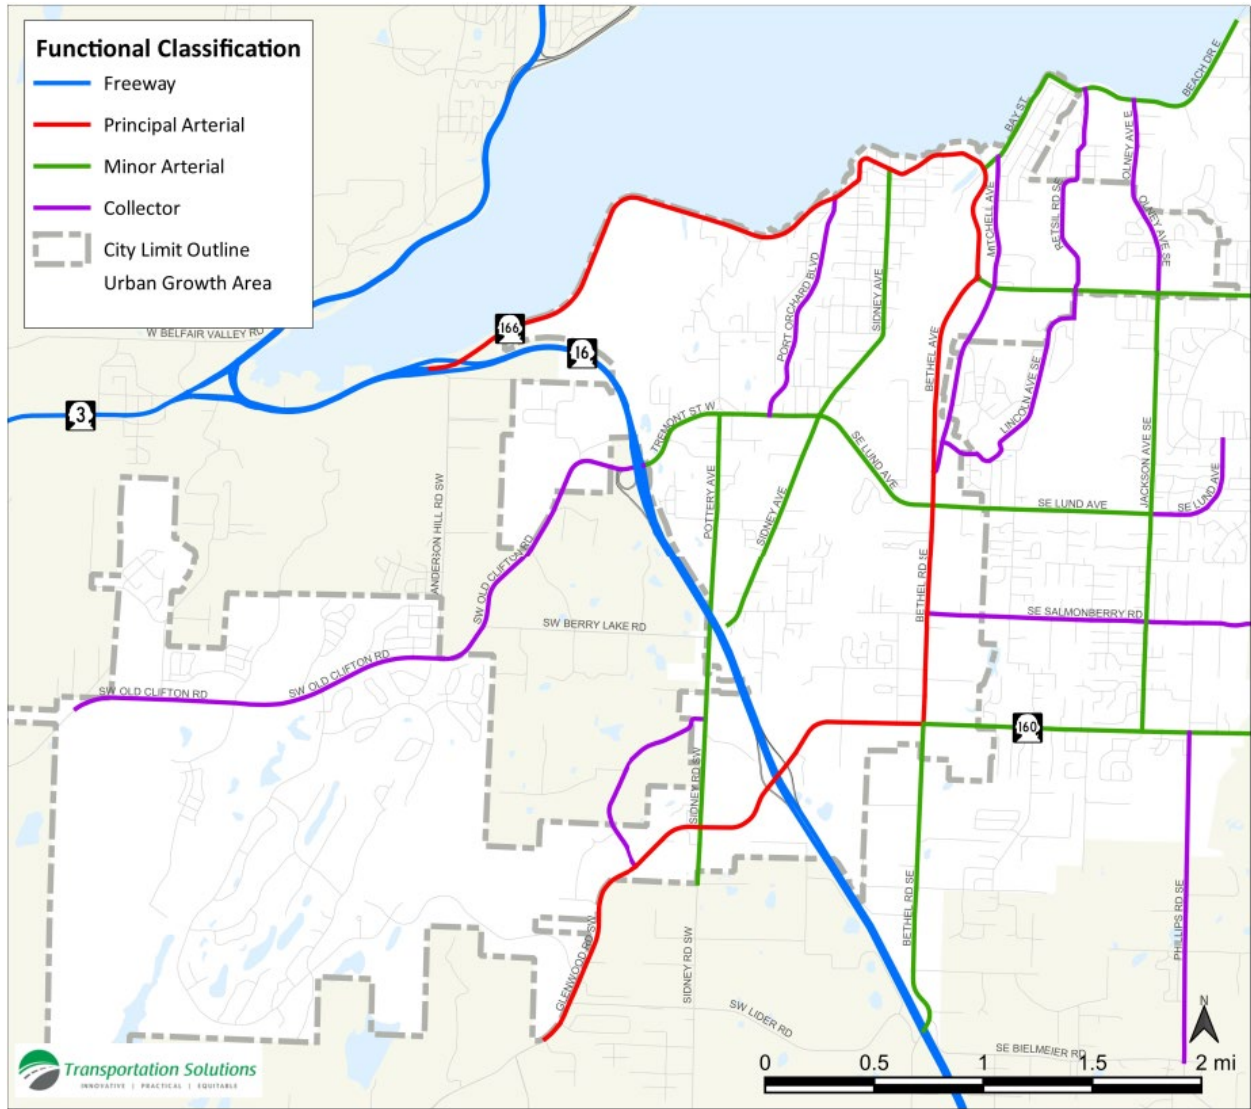 Functional Classification
Freeway
Principal Arterial
Minor Arterial
Collector
City Limit Outline
Urban Growth Area
BEACH DR E
BAY ST
OLNEY AVE E
MITCHELL AVE
RETSIL RD SE
OLNEY AVE SE
PORT ORCHARD BLVD
SIDNEY AVE
166
16
W BELFAIR VALLEY RD
3
BETHEL AVE
LINCOLN AVE SE
TREMONT ST W
SE LUND AVE
POTTERY AVE
SIDNEY AVE
ANDERSON HILL RD SW
JACKSON AVE SE
SE LUND AVE
SE LUND AVE
SW OLD CLIFTON RD
BETHEL RD SE
SE SALMONBERRY RD
SW BERRY LAKE RD
SW OLD CLIFTON RD
SW OLD CLIFTON RD
160
SIDNEY RD SW
GLENWOOD RD SW
SIDNEY RD SW
BETHEL RD SE
PHILLIPS RD SE
SW LIDER RD
SE BIELMEIER RD
N
0 0.5 1 1.5 2 mi
Transportation Solutions
INNOVATIVE | PRACTICAL | EQUITABLE